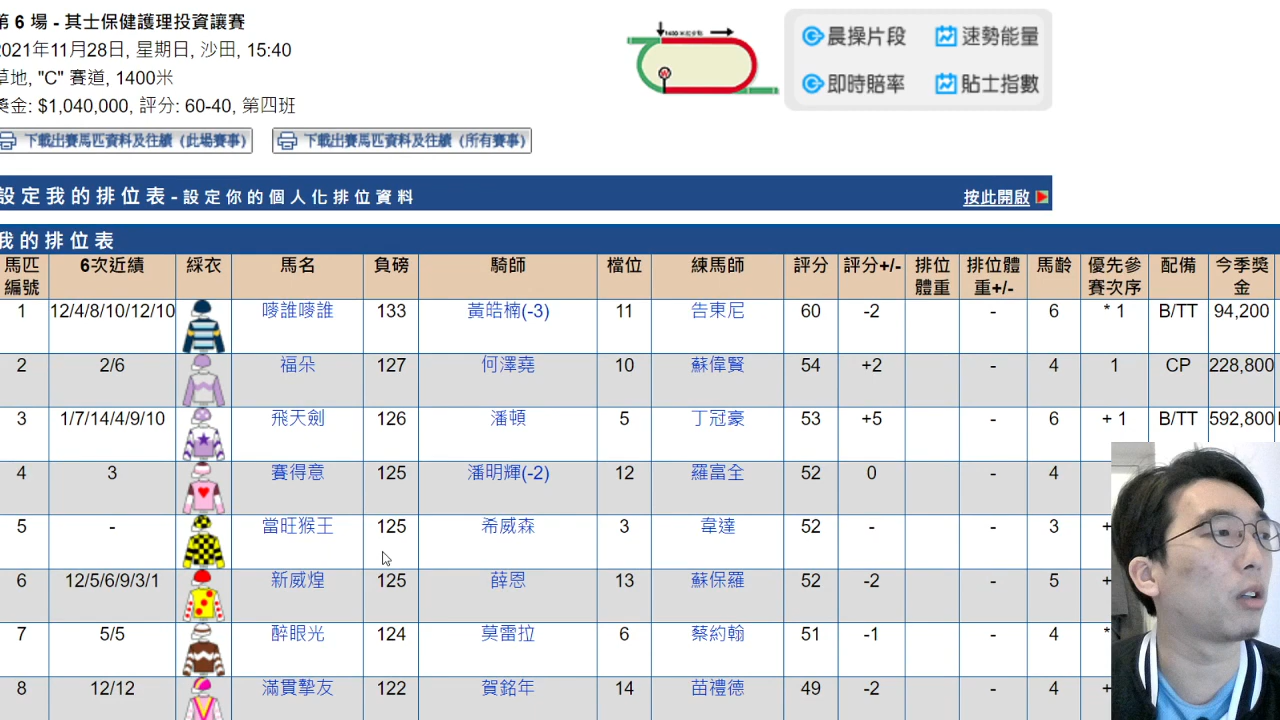 第 6 場 - 其士保健護理投資讓賽
2021年11月28日, 星期日, 沙田, 15:40
草地, "C" 賽道, 1400米
獎金: $1,040,000, 評分: 60-40, 第四班
晨操片段 速勢能量
即時賠率 貼士指數
下載出賽馬匹資料及往績 (此場賽事) 下載出賽馬匹資料及往績 (所有賽事)
設定我的排位表 - 設定你的個人化排位資料 按此開啟
我的排位表
馬匹編號 6次近績 綵衣 馬名 負磅 騎師 檔位 練馬師 評分 評分+/- 排位體重 排位體重+/- 馬齡 優先參賽次序 配備 今季獎金
1 12/4/8/10/12/10 嘜誰嘜誰 133 黃皓楠(-3) 11 告東尼 60 -2 - 6 * 1 B/TT 94,200
2 2/6 福朵 127 何澤堯 10 蘇偉賢 54 +2 - 4 1 CP 228,800
3 1/7/14/4/9/10 飛天劍 126 潘頓 5 丁冠豪 53 +5 - 6 + 1 B/TT 592,800
4 3 賽得意 125 潘明輝(-2) 12 羅富全 52 0 - 4
5 - 當旺猴王 125 希威森 3 韋達 52 - - 3 +
6 12/5/6/9/3/1 新威煌 125 薛恩 13 蘇保羅 52 -2 - 5 +
7 5/5 醉眼光 124 莫雷拉 6 蔡約翰 51 -1 - 4 *
8 12/12 滿貫摯友 122 賀銘年 14 苗禮德 49 -2 - 4 +